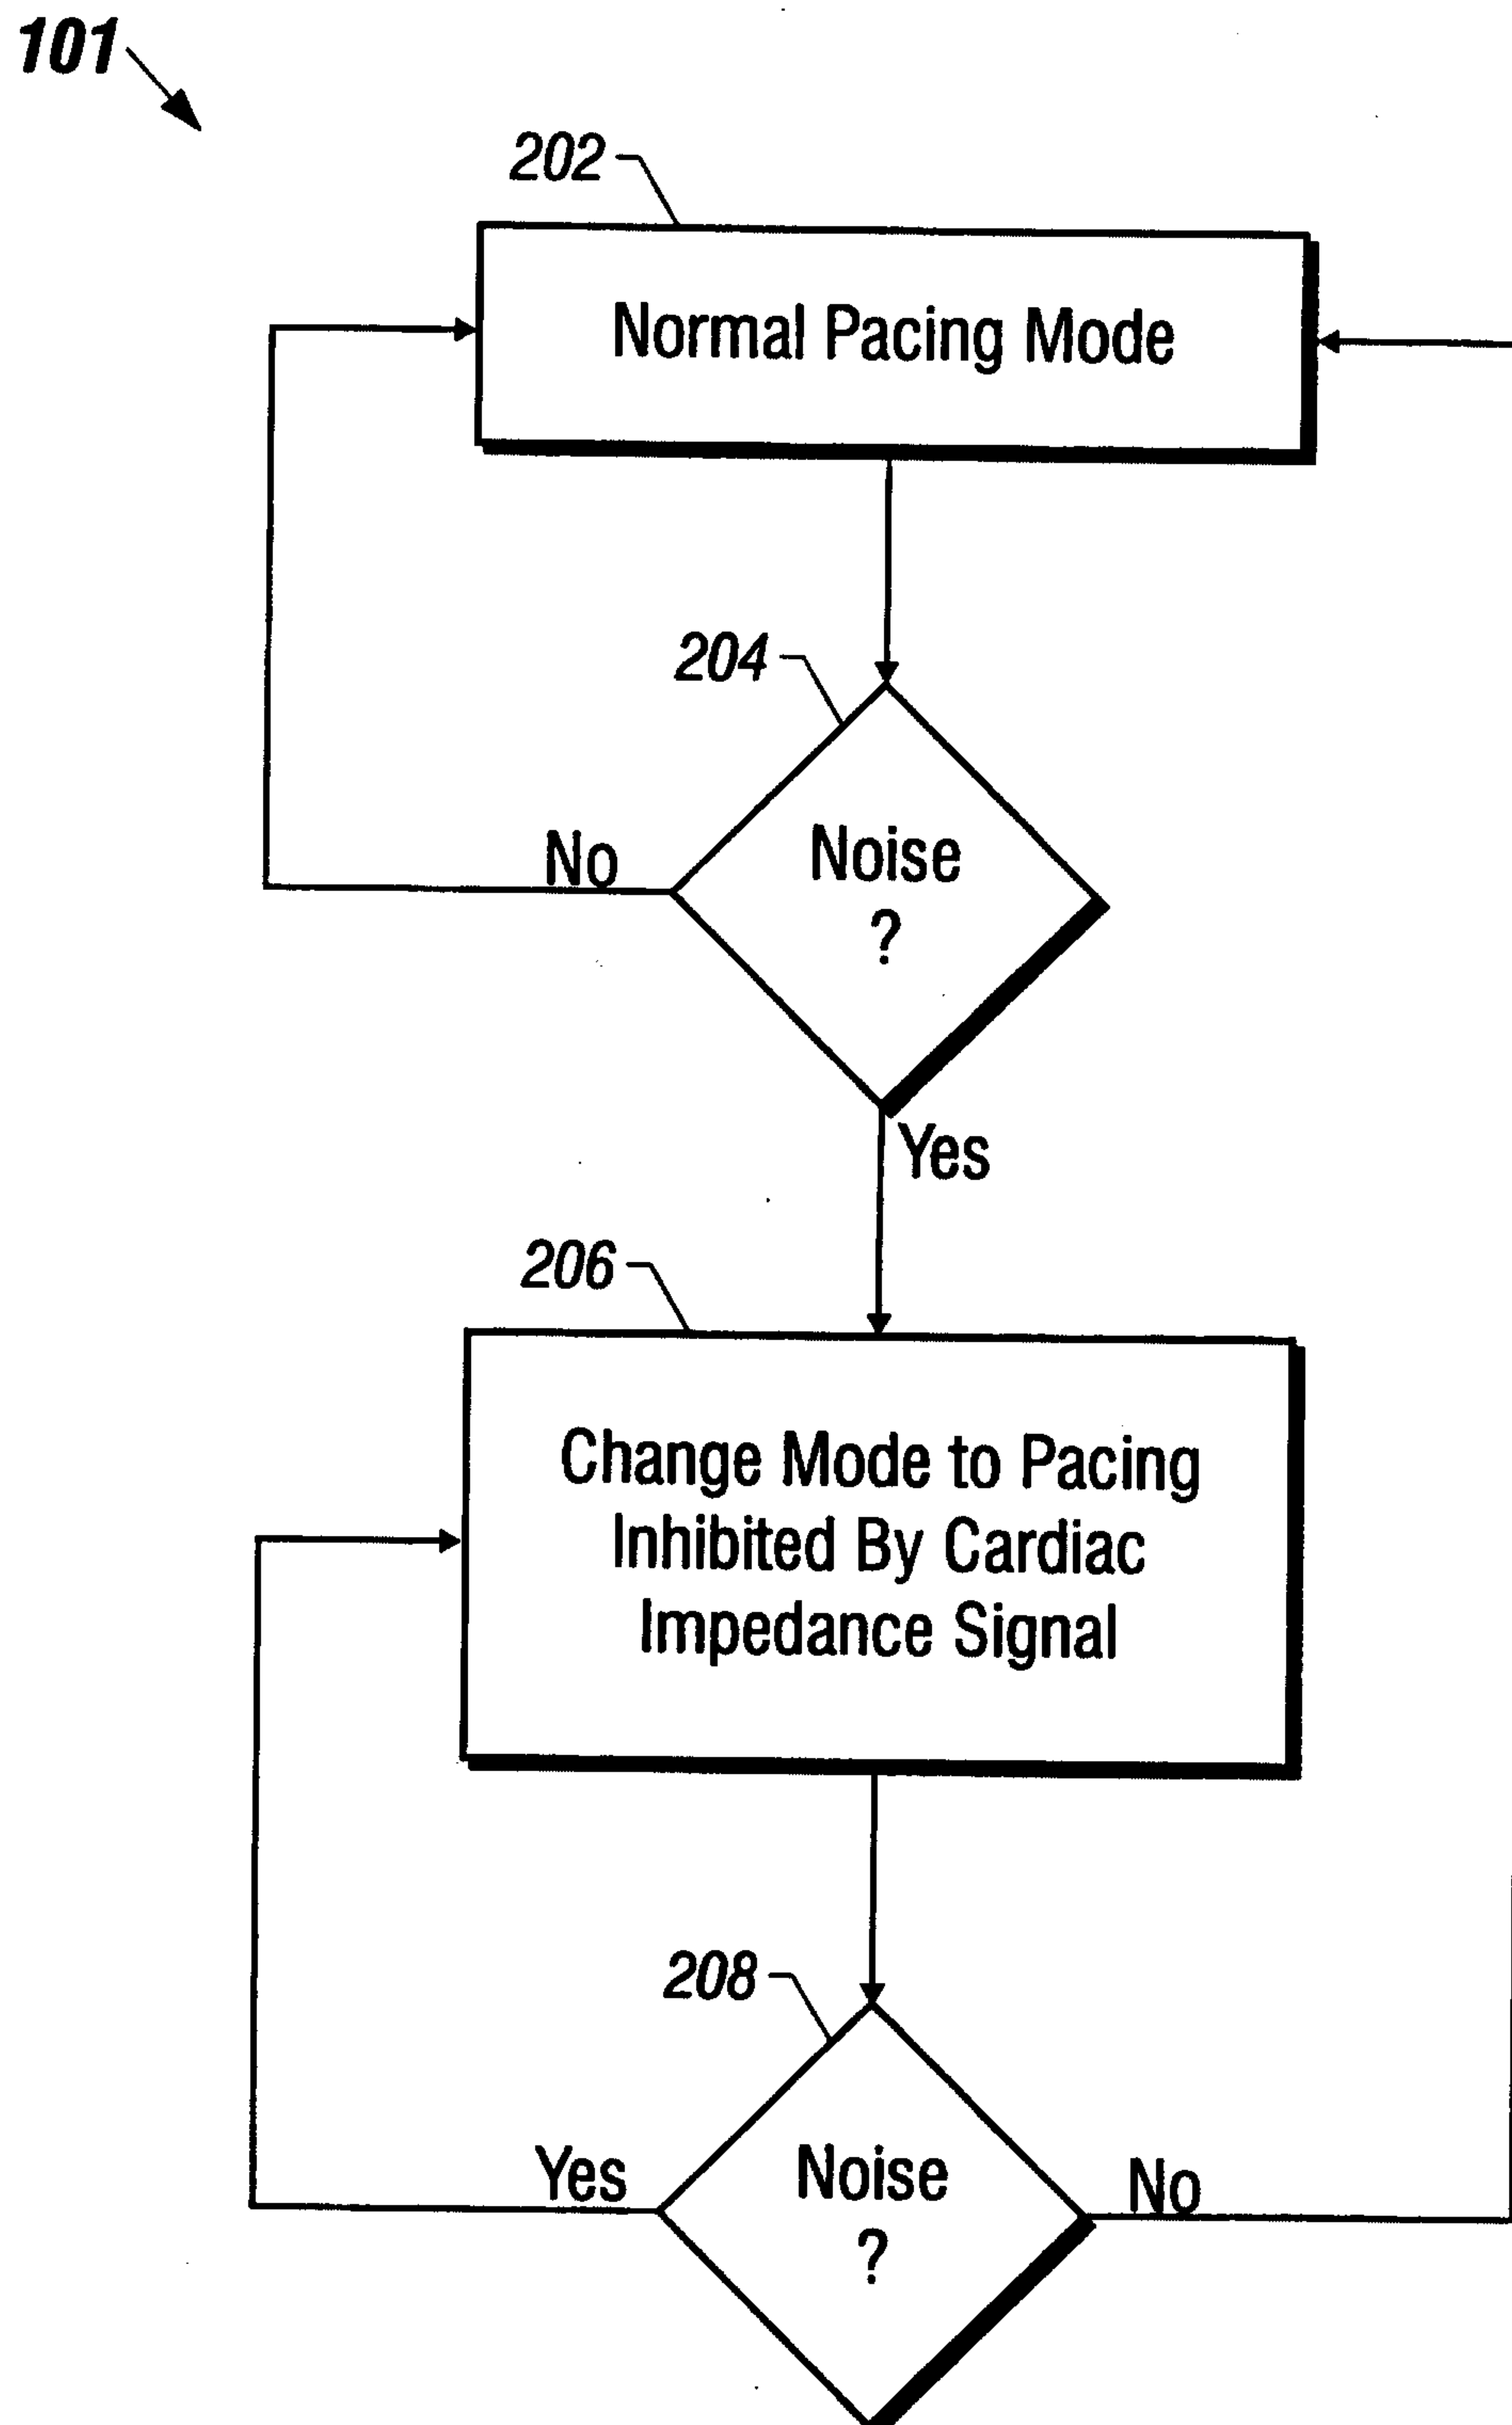 101
202
Normal Pacing Mode
204
Noise
?
No
Yes
206
Change Mode to Pacing
Inhibited By Cardiac
Impedance Signal
208
Noise
?
Yes
No